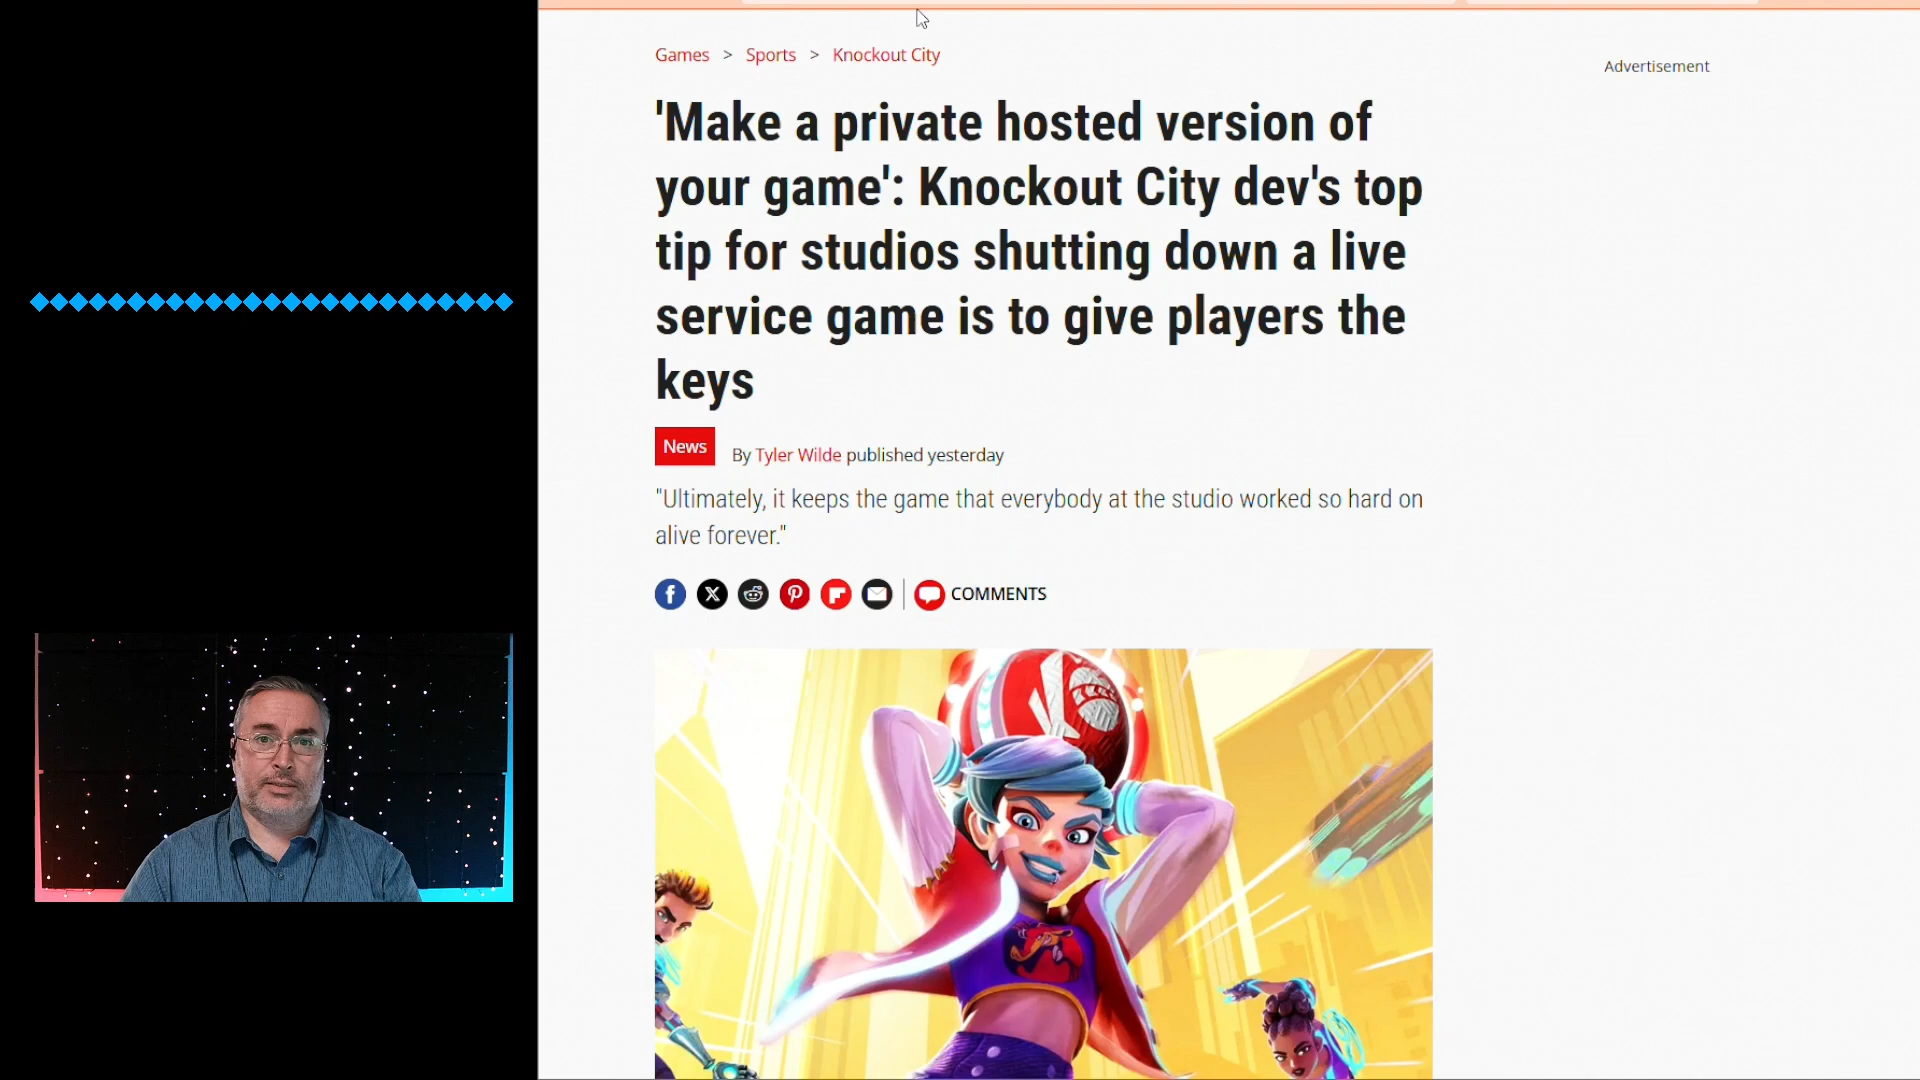 Games > Sports > Knockout City
Advertisement
'Make a private hosted version of
your game': Knockout City dev's top
tip for studios shutting down a live
service game is to give players the
keys
News
By Tyler Wilde published yesterday
"Ultimately, it keeps the game that everybody at the studio worked so hard on
alive forever."
COMMENTS